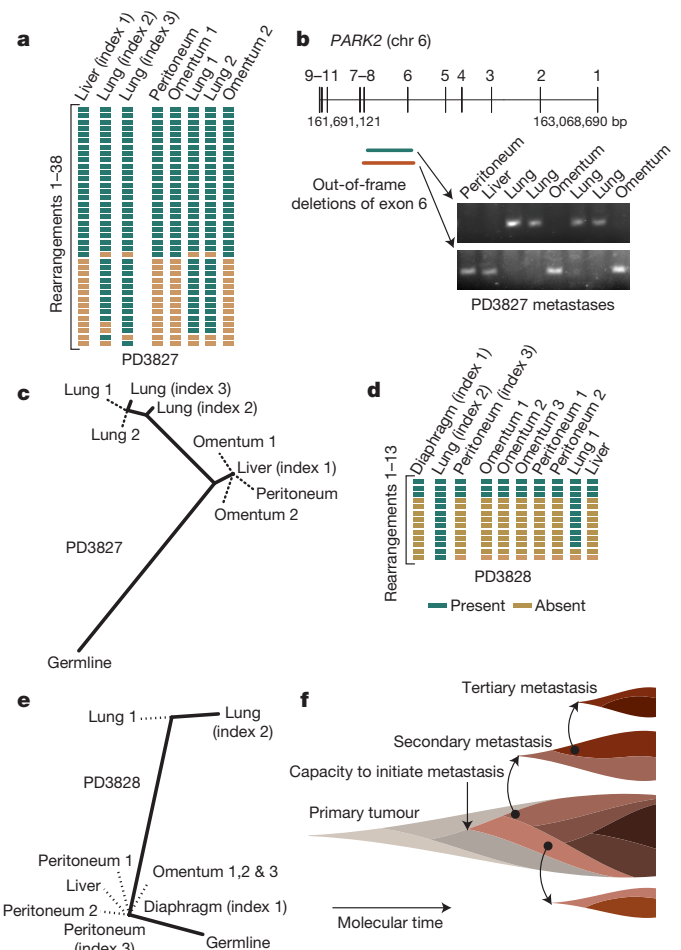 a
Liver (index 1)
Lung (index 2)
Lung (index 3)
Peritoneum
Omentum 1
Lung 1
Lung 2
Omentum 2
Rearrangements 1–38
PD3827
b
PARK2 (chr 6)
9–11 7–8 6 5 4 3 2 1
161,691,121 163,068,690 bp
Out-of-frame
deletions of exon 6
Peritoneum
Liver
Lung
Lung
Omentum
Lung
Lung
Omentum
PD3827 metastases
c
Lung 1
Lung (index 3)
Lung (index 2)
Lung 2
Omentum 1
Liver (index 1)
Peritoneum
Omentum 2
PD3827
Germline
d
Diaphragm (index 1)
Lung (index 2)
Peritoneum (index 3)
Omentum 1
Omentum 2
Omentum 3
Peritoneum 1
Peritoneum 2
Lung 1
Liver
Rearrangements 1–13
PD3828
Present Absent
e
Lung 1
Lung
(index 2)
PD3828
Peritoneum 1
Liver
Peritoneum 2
Peritoneum
(index 3)
Omentum 1,2 & 3
Diaphragm (index 1)
Germline
f
Tertiary metastasis
Secondary metastasis
Capacity to initiate metastasis
Primary tumour
Molecular time